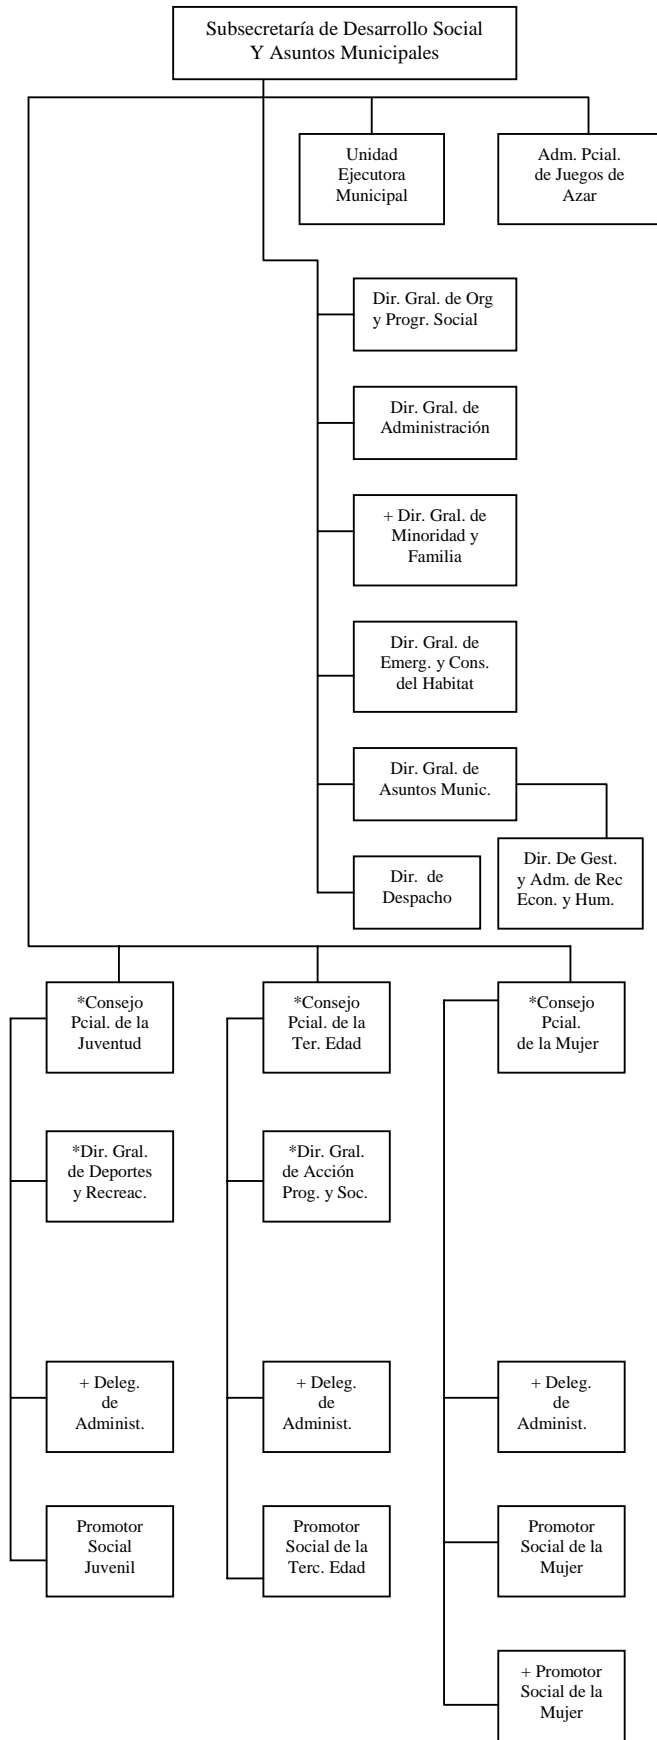 Subsecretaría de Desarrollo Social
Y Asuntos Municipales
Unidad
Ejecutora
Municipal
Adm. Pcial.
de Juegos de
Azar
Dir. Gral. de Org
y Progr. Social
Dir. Gral. de
Administración
+ Dir. Gral. de
Minoridad y
Familia
Dir. Gral. de
Emerg. y Cons.
del Habitat
Dir. Gral. de
Asuntos Munic.
Dir. De Gest.
y Adm. de Rec
Econ. y Hum.
Dir. de
Despacho
*Consejo
Pcial. de la
Juventud
*Consejo
Pcial. de la
Ter. Edad
*Consejo
Pcial.
de la Mujer
*Dir. Gral.
de Deportes
y Recreac.
*Dir. Gral.
de Acción
Prog. y Soc.
+ Deleg.
de
Administ.
+ Deleg.
de
Administ.
+ Deleg.
de
Administ.
Promotor
Social
Juvenil
Promotor
Social de la
Terc. Edad
Promotor
Social de la
Mujer
+ Promotor
Social de la
Mujer